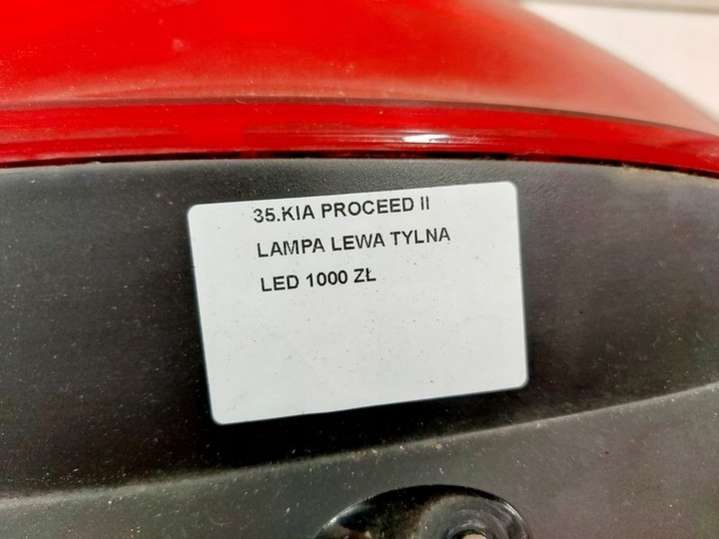 35.KIA PROCEED II
LAMPA LEWA TYLNA
LED 1000 ZŁ